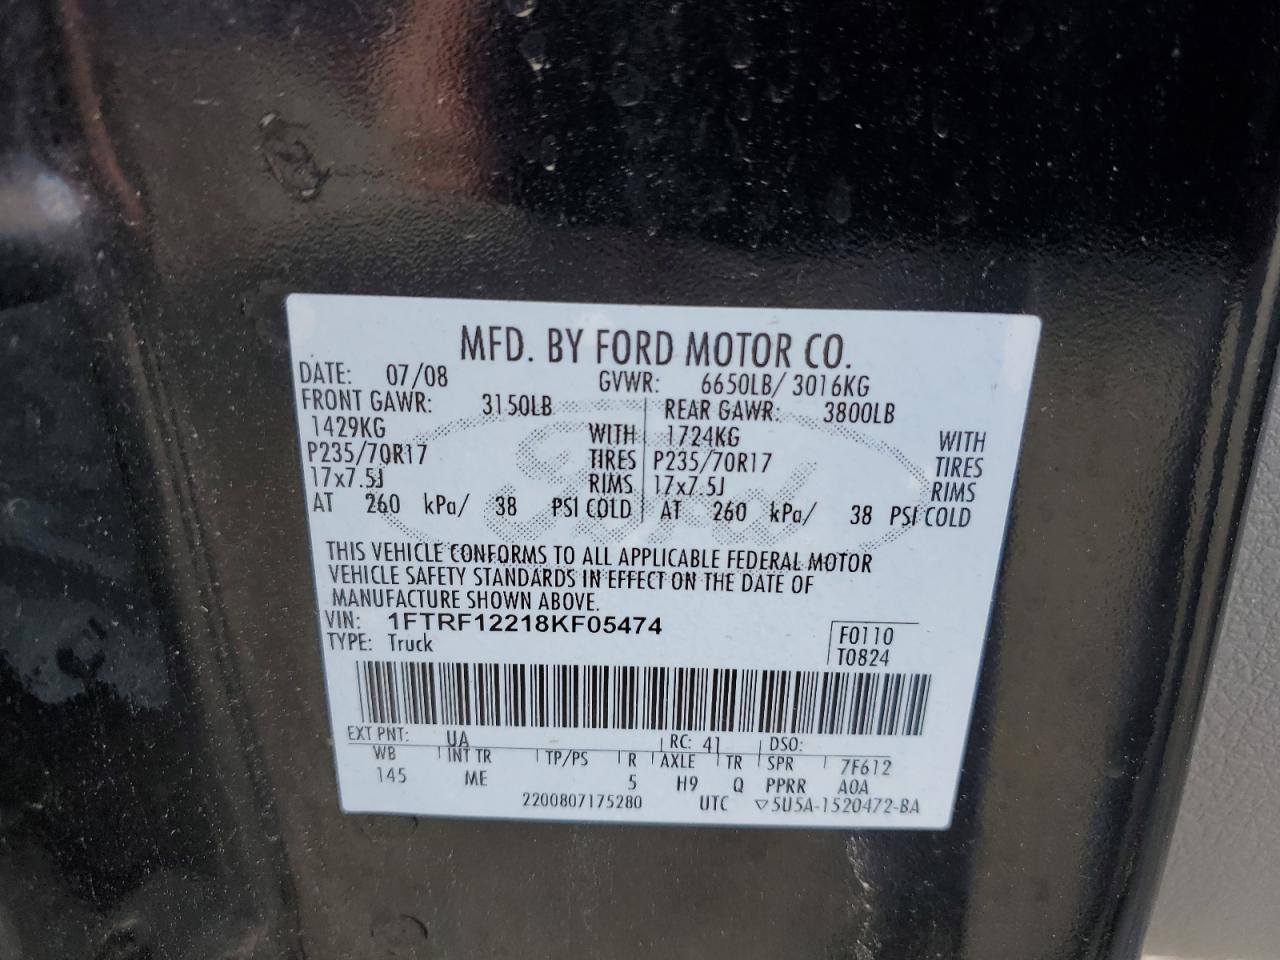 MFD. BY FORD MOTOR CO.
DATE: 07/08 GVWR: 6650LB/ 3016KG
FRONT GAWR: 3150LB REAR GAWR: 3800LB
1429KG WITH 1724KG WITH
P235/70R17 TIRES P235/70R17 TIRES
17x7.5J RIMS 17x7.5J RIMS
AT 260 kPa/ 38 PSI COLD AT 260 kPa/ 38 PSI COLD
Ford
THIS VEHICLE CONFORMS TO ALL APPLICABLE FEDERAL MOTOR
VEHICLE SAFETY STANDARDS IN EFFECT ON THE DATE OF
MANUFACTURE SHOWN ABOVE.
VIN: 1FTRF12218KF05474
TYPE: Truck
F0110
T0824
EXT PNT: UA RC: 41 DSO:
WB INT TR TP/PS R AXLE TR SPR 7F612
145 ME 5 H9 Q PPRR A0A
2200807175280 UTC ▽5U5A-1520472-BA